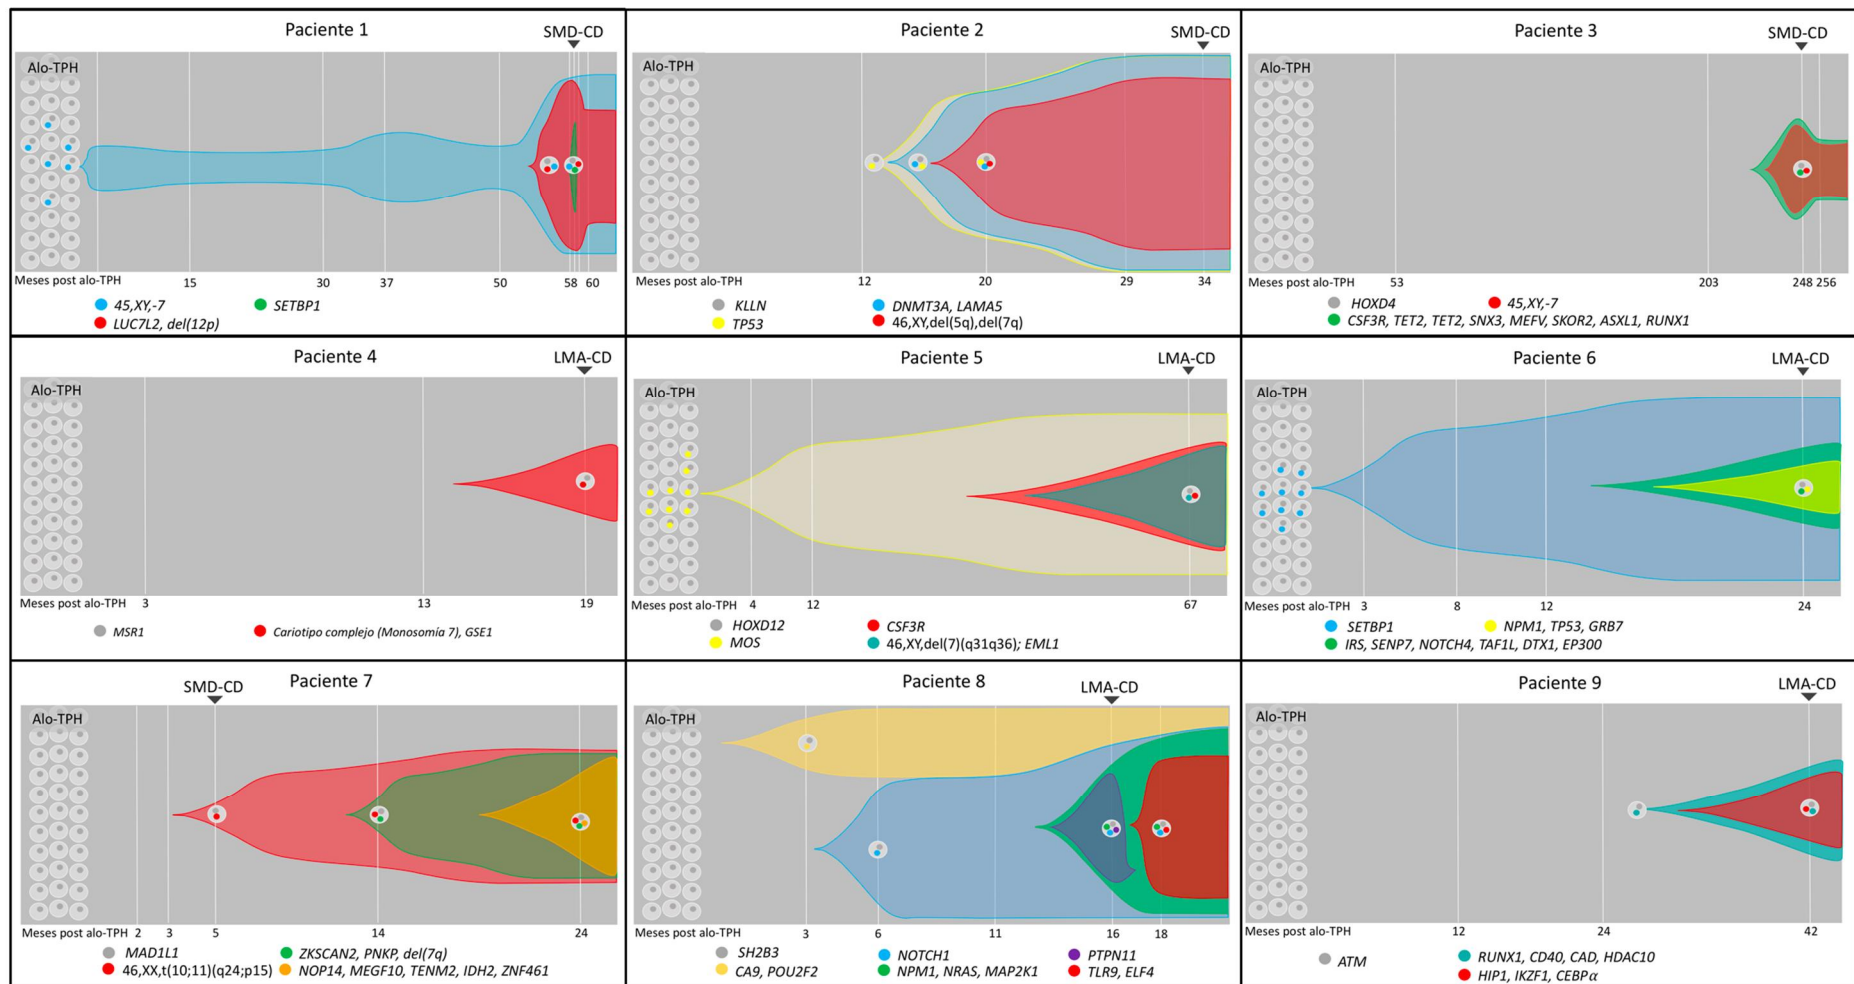 Paciente 1
SMD-CD
Alo-TPH
Meses post alo-TPH 15 30 37 50 58 60
45,XY,-7
SETBP1
LUC7L2, del(12p)
Paciente 2
SMD-CD
Alo-TPH
Meses post alo-TPH 12 20 29 34
KLLN
DNMT3A, LAMA5
TP53
46,XY,del(5q),del(7q)
Paciente 3
SMD-CD
Alo-TPH
Meses post alo-TPH 53 203 248 256
HOXD4
45,XY,-7
CSF3R, TET2, TET2, SNX3, MEFV, SKOR2, ASXL1, RUNX1
Paciente 4
LMA-CD
Alo-TPH
Meses post alo-TPH 3 13 19
MSR1
Cariotipo complejo (Monosomía 7), GSE1
Paciente 5
LMA-CD
Alo-TPH
Meses post alo-TPH 4 12 67
HOXD12
CSF3R
MOS
46,XY,del(7)(q31q36); EML1
Paciente 6
LMA-CD
Alo-TPH
Meses post alo-TPH 3 8 12 24
SETBP1
NPM1, TP53, GRB7
IRS, SENP7, NOTCH4, TAF1L, DTX1, EP300
Paciente 7
SMD-CD
Alo-TPH
Meses post alo-TPH 2 3 5 14 24
MAD1L1
ZKSCAN2, PNKP, del(7q)
46,XX,t(10;11)(q24;p15)
NOP14, MEGF10, TENM2, IDH2, ZNF461
Paciente 8
LMA-CD
Alo-TPH
Meses post alo-TPH 3 6 11 16 18
SH2B3
NOTCH1
PTPN11
CA9, POU2F2
NPM1, NRAS, MAP2K1
TLR9, ELF4
Paciente 9
LMA-CD
Alo-TPH
Meses post alo-TPH 12 24 42
ATM
RUNX1, CD40, CAD, HDAC10
HIP1, IKZF1, CEBPα